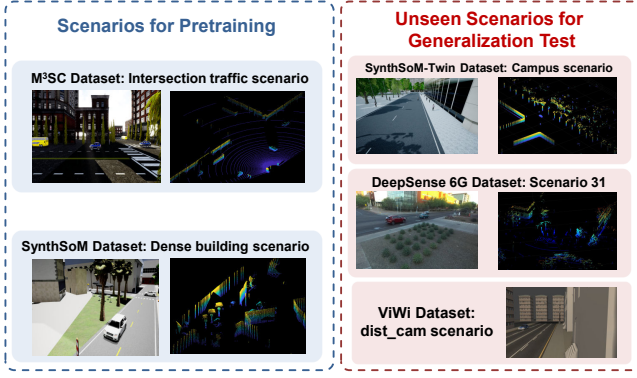 Scenarios for Pretraining
M³SC Dataset: Intersection traffic scenario
SynthSoM Dataset: Dense building scenario
Unseen Scenarios for
Generalization Test
SynthSoM-Twin Dataset: Campus scenario
DeepSense 6G Dataset: Scenario 31
ViWi Dataset:
dist_cam scenario